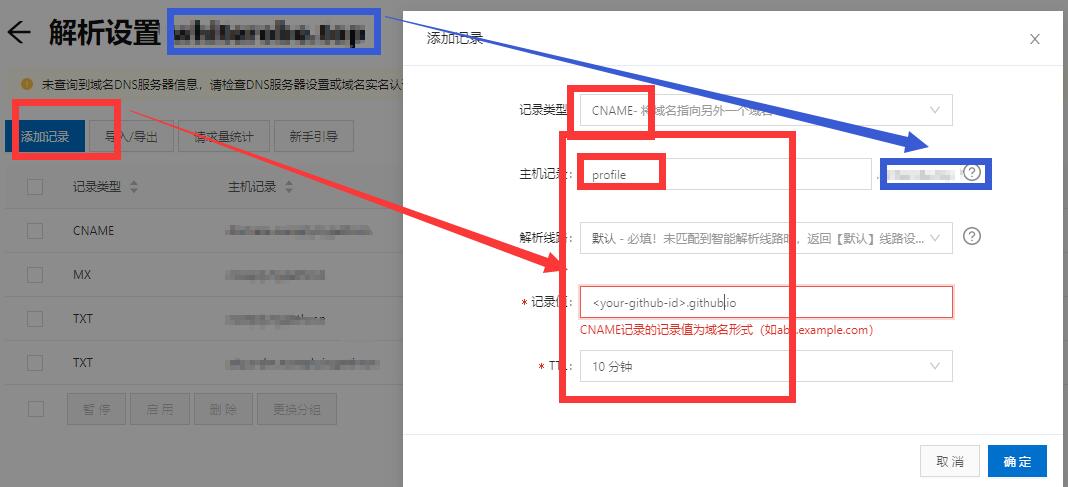 解析设置
未查询到域名DNS服务器信息，请检查DNS服务器设置或域名实名认
添加记录
导入/导出
请求量统计
新手引导
记录类型
主机记录
CNAME
MX
TXT
TXT
暂停
启用
删除
更换分组
添加记录
记录类型
CNAME- 将域名指向另外一个域名
主机记录:
profile
解析线路:
默认 - 必填！未匹配到智能解析线路时，返回【默认】线路设...
* 记录值:
<your-github-id>.github.io
CNAME记录的记录值为域名形式（如abc.example.com）
* TTL:
10 分钟
取消
确定